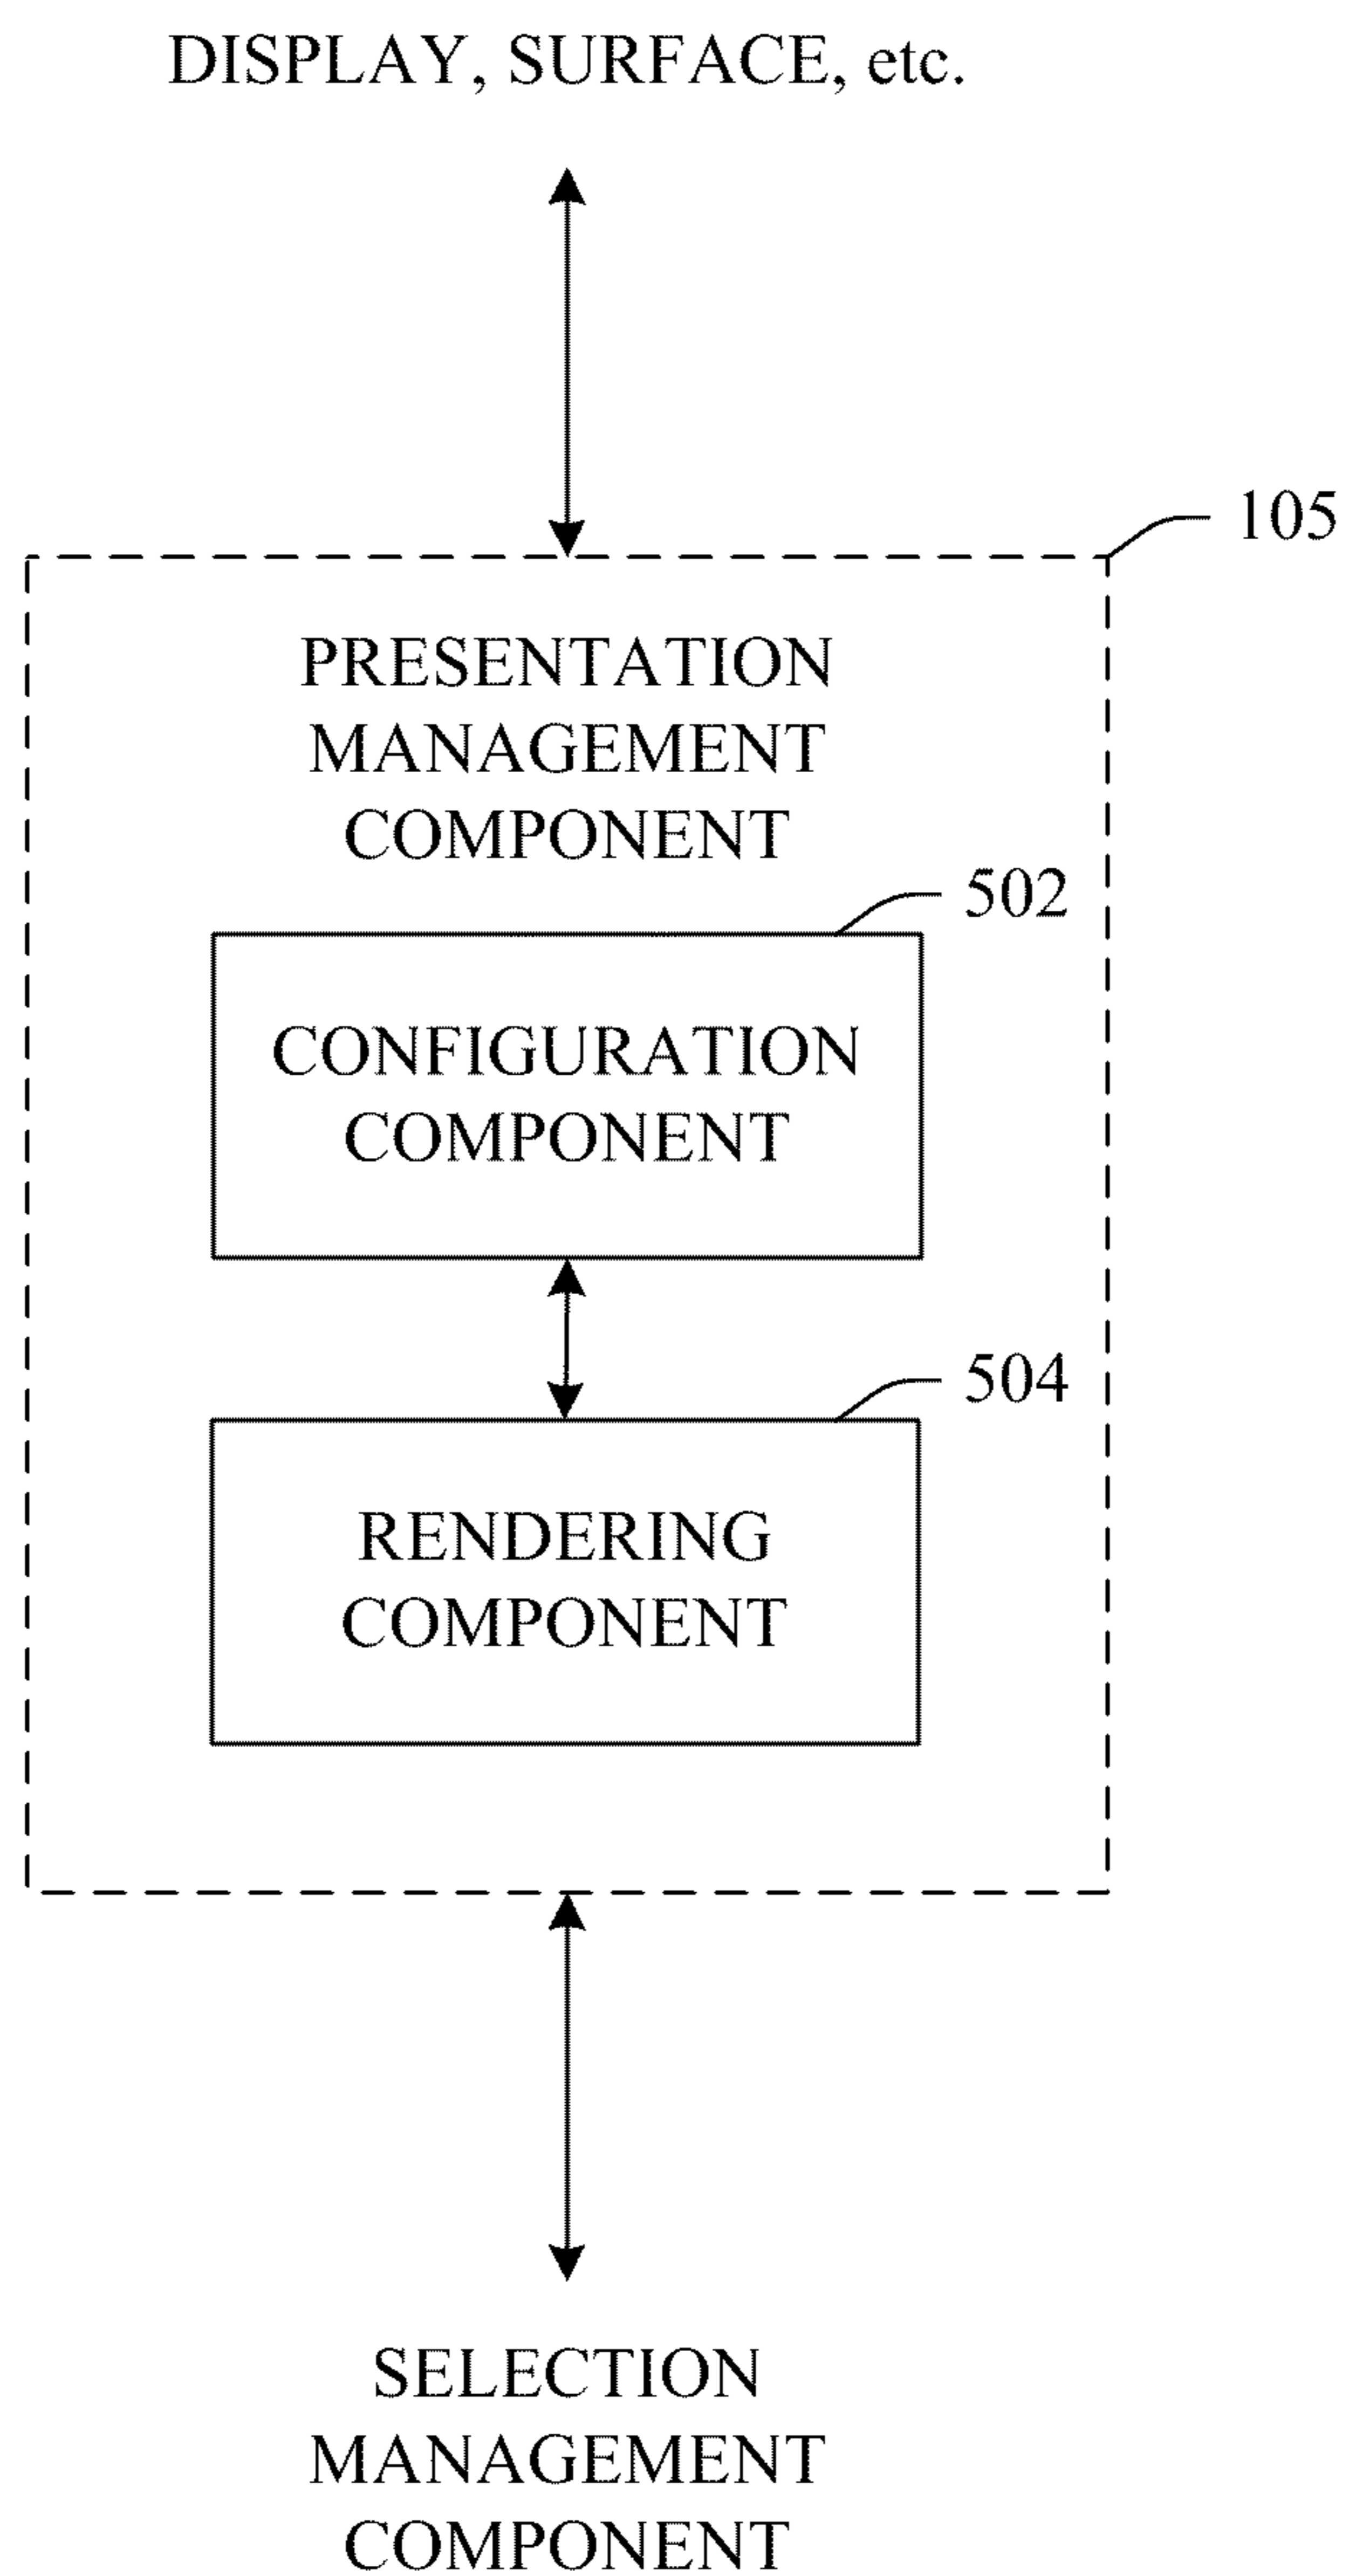 DISPLAY, SURFACE, etc.
105
PRESENTATION
MANAGEMENT
COMPONENT
502
CONFIGURATION
COMPONENT
504
RENDERING
COMPONENT
SELECTION
MANAGEMENT
COMPONENT